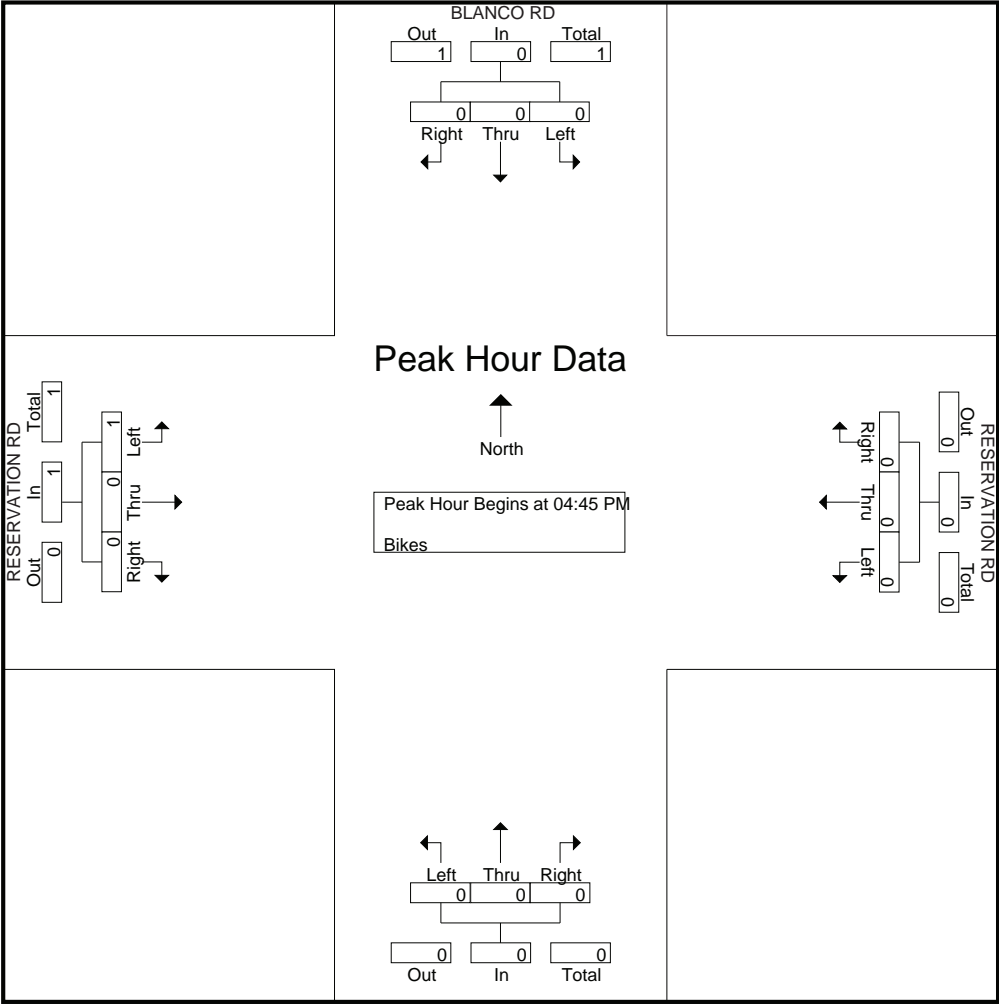 BLANCO RD
Out In Total
1 0 1
0 0 0
Right Thru Left
Peak Hour Data
North
Peak Hour Begins at 04:45 PM
Bikes
RESERVATION RD
Out In Total
0 1 1
Right Thru Left
0 0 1
RESERVATION RD
Out In Total
0 0 0
Right Thru Left
0 0 0
Left Thru Right
0 0 0
0 0 0
Out In Total